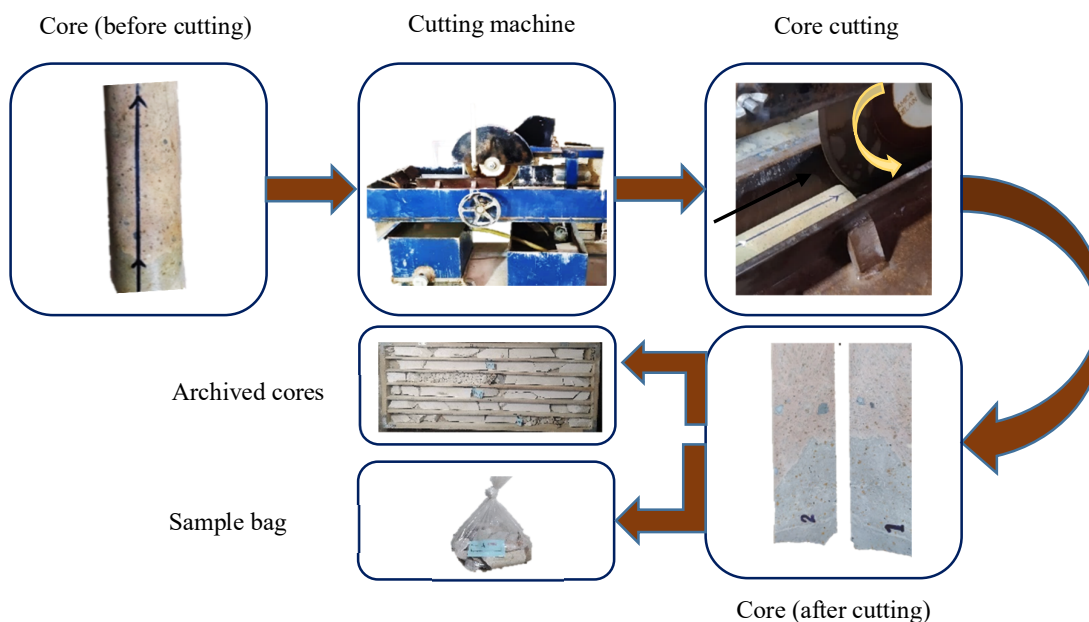 Core (before cutting)
Cutting machine
Core cutting
Archived cores
Sample bag
2
1
Core (after cutting)